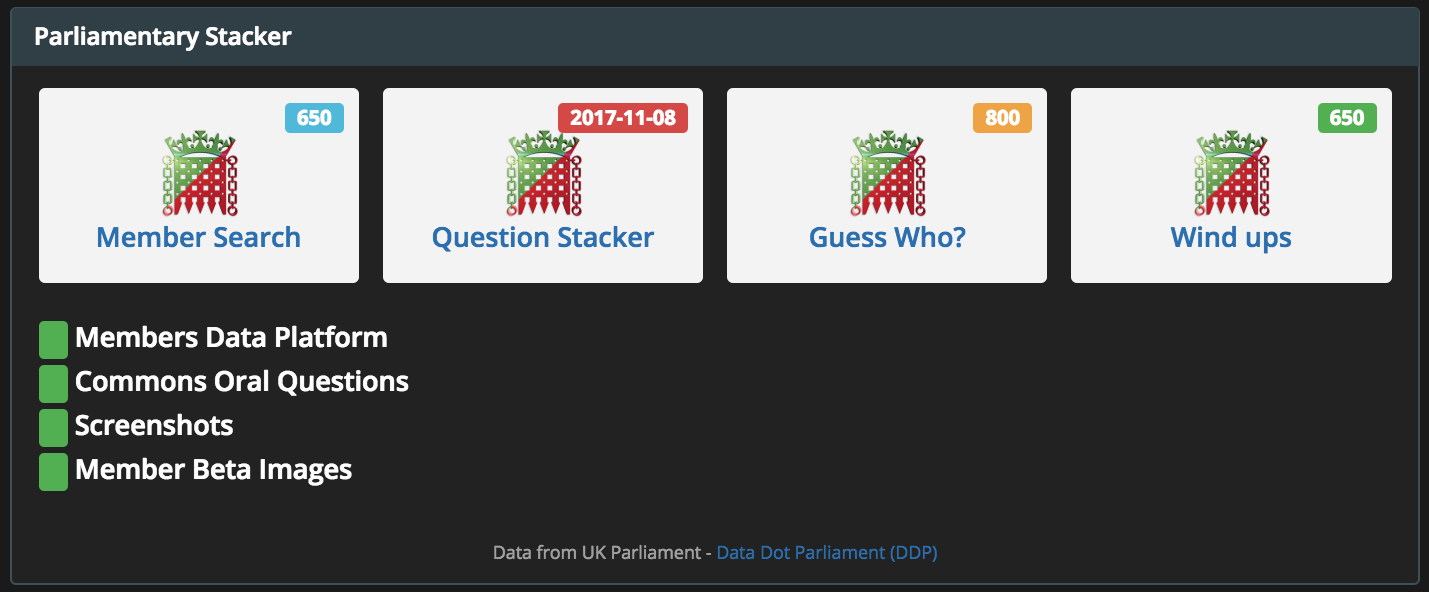 Parliamentary Stacker
650
Member Search
2017-11-08
Question Stacker
800
Guess Who?
650
Wind ups
Members Data Platform
Commons Oral Questions
Screenshots
Member Beta Images
Data from UK Parliament - Data Dot Parliament (DDP)